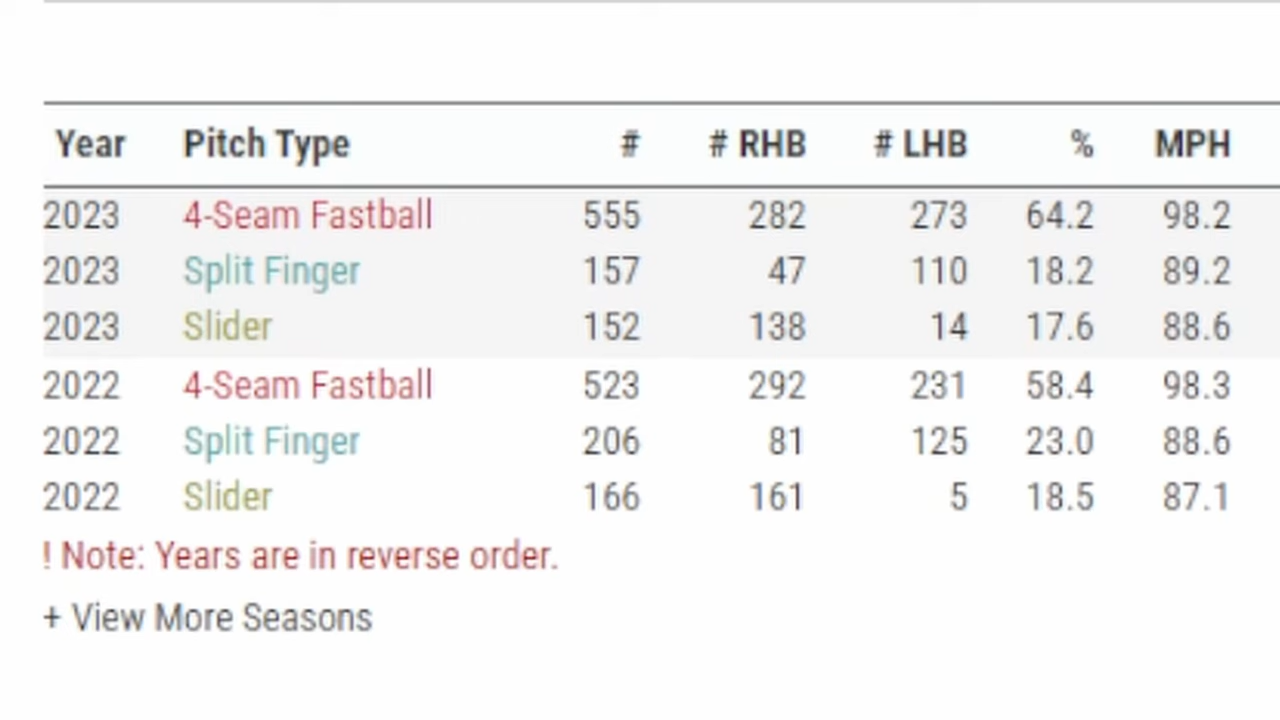 Year Pitch Type # # RHB # LHB % MPH
2023 4-Seam Fastball 555 282 273 64.2 98.2
2023 Split Finger 157 47 110 18.2 89.2
2023 Slider 152 138 14 17.6 88.6
2022 4-Seam Fastball 523 292 231 58.4 98.3
2022 Split Finger 206 81 125 23.0 88.6
2022 Slider 166 161 5 18.5 87.1
! Note: Years are in reverse order.
+ View More Seasons